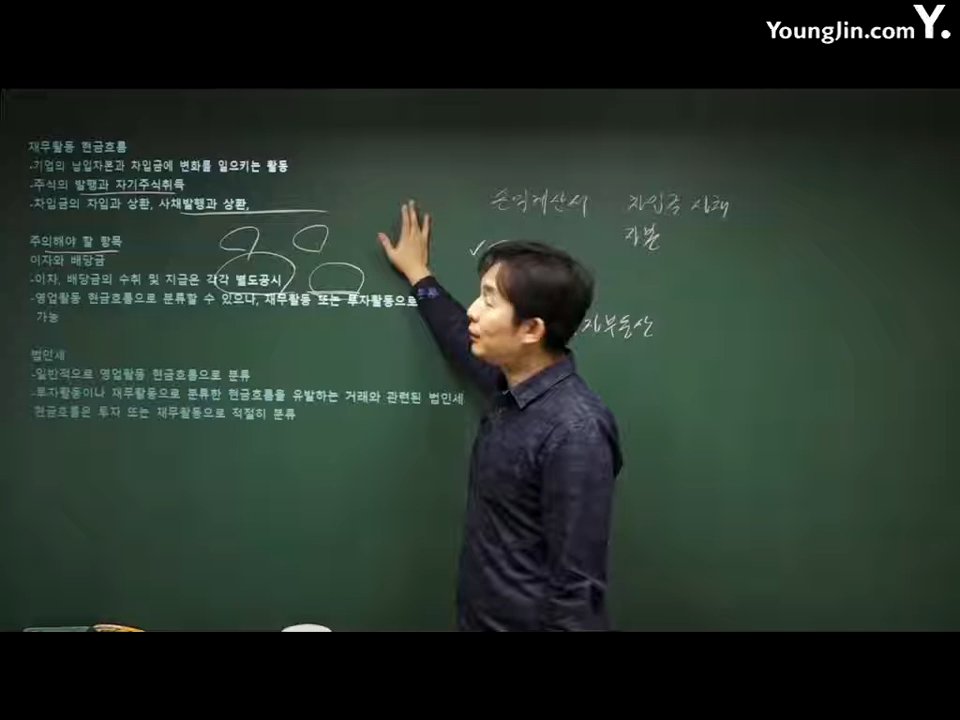 YoungJin.com Y.
재무활동 현금흐름
-기업의 납입자본과 차입금에 변화를 일으키는 활동
-주식의 발행과 자기주식취득
-차입금의 차입과 상환, 사채발행과 상환,
주의해야 할 항목
이자와 배당금
-이자, 배당금의 수취 및 지급은 각각 별도공시
-영업활동 현금흐름으로 분류할 수 있으나, 재무활동 또는 투자활동으로 분류
가능
법인세
-일반적으로 영업활동 현금흐름으로 분류
-투자활동이나 재무활동으로 분류한 현금흐름을 유발하는 거래와 관련된 법인세
현금흐름은 투자 또는 재무활동으로 적절히 분류
손익계산서
차입금 사채
자본
자부동산